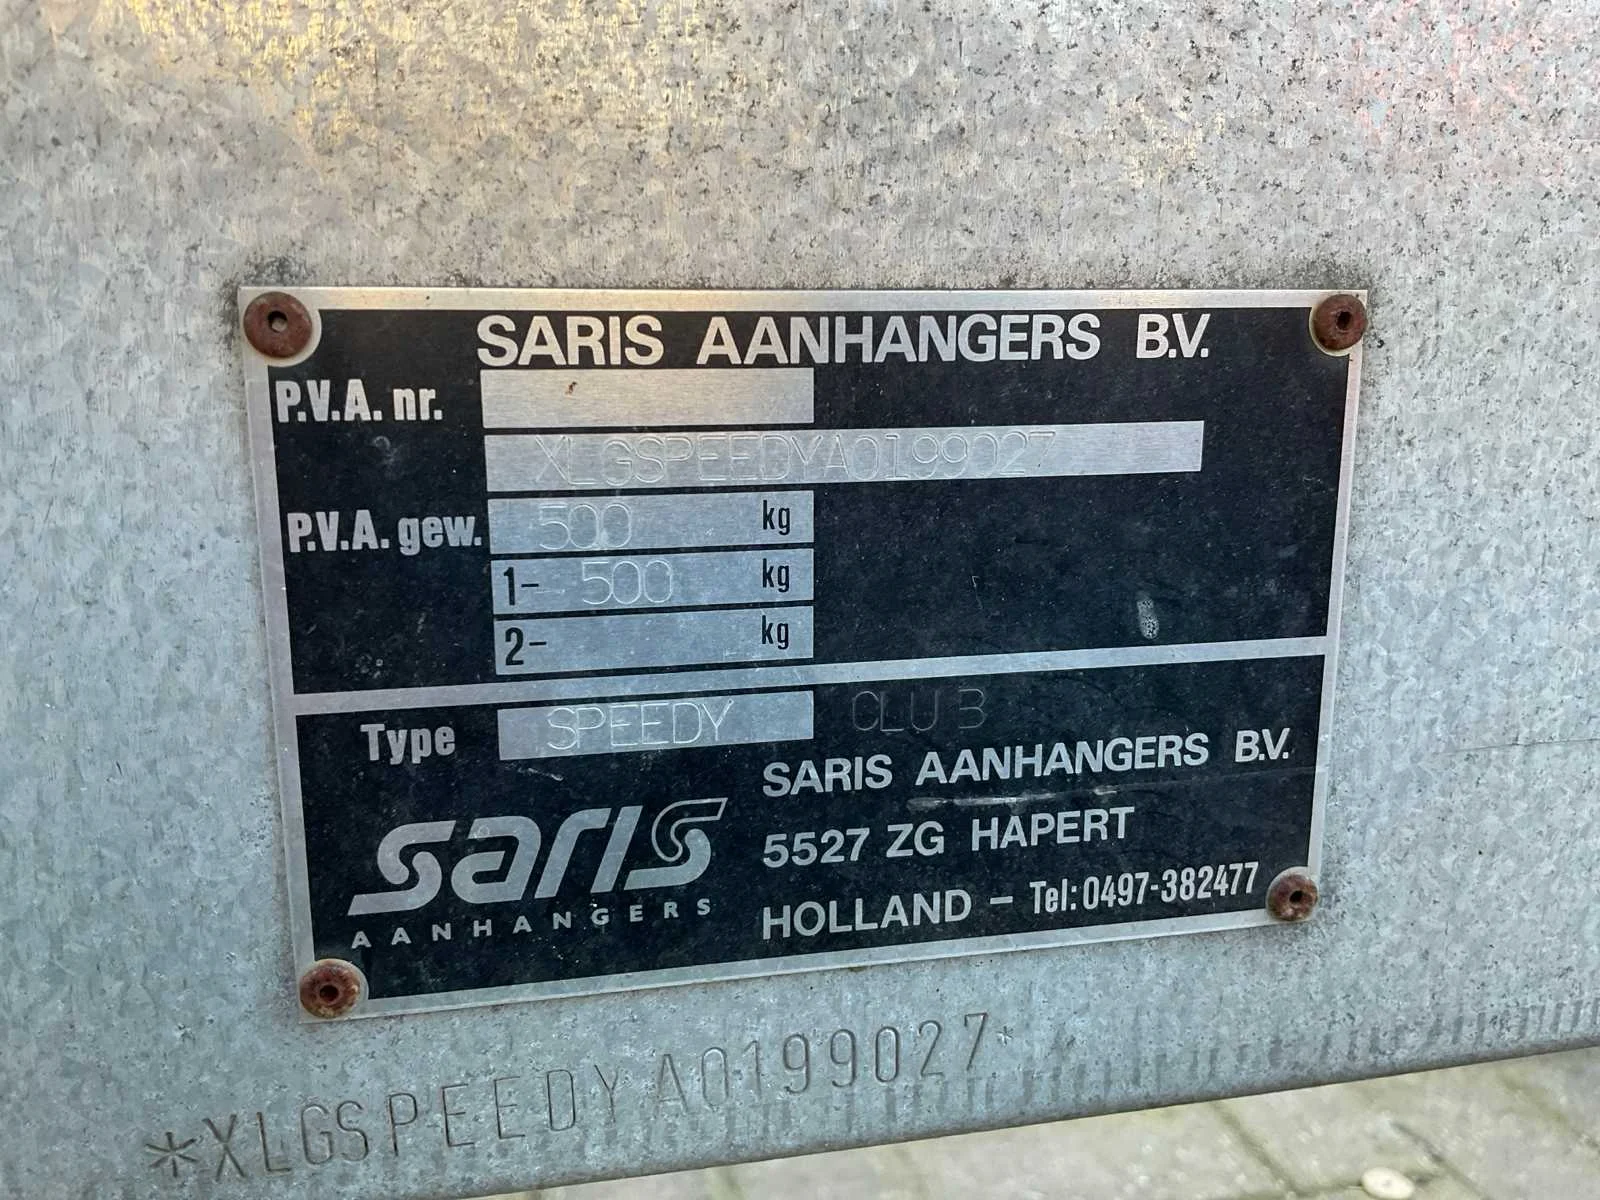 SARIS AANHANGERS B.V.
P.V.A. nr.
XLGSPEEDYA0199027
P.V.A. gew. 500 kg
1- 500 kg
2- kg
Type SPEEDY CLUB
SARIS AANHANGERS B.V.
5527 ZG HAPERT
HOLLAND - Tel: 0497-382477
saris
AANHANGERS
*XLGSPEEDYA0199027*